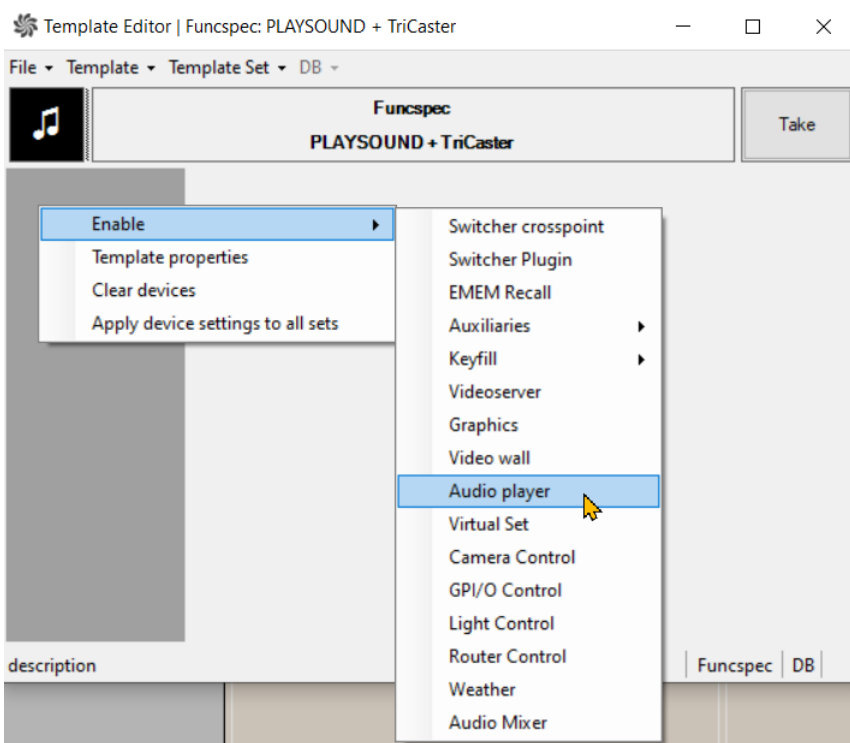 Template Editor | Funcspec: PLAYSOUND + TriCaster
File Template Template Set DB
Funcspec
PLAYSOUND + TriCaster
Take
Enable
Template properties
Clear devices
Apply device settings to all sets
Switcher crosspoint
Switcher Plugin
EMEM Recall
Auxiliaries
Keyfill
Videoserver
Graphics
Video wall
Audio player
Virtual Set
Camera Control
GPI/O Control
Light Control
Router Control
Weather
Audio Mixer
description
Funcspec DB